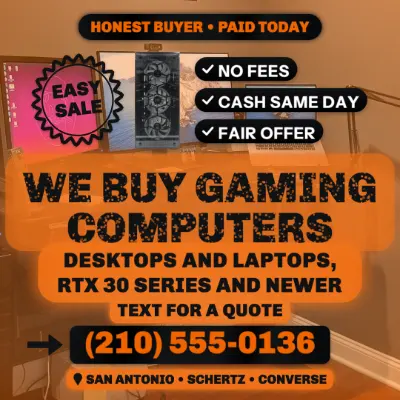 HONEST BUYER • PAID TODAY
EASY
SALE
NO FEES
CASH SAME DAY
FAIR OFFER
WE BUY GAMING
COMPUTERS
DESKTOPS AND LAPTOPS,
RTX 30 SERIES AND NEWER
TEXT FOR A QUOTE
(210) 555-0136
SAN ANTONIO • SCHERTZ • CONVERSE